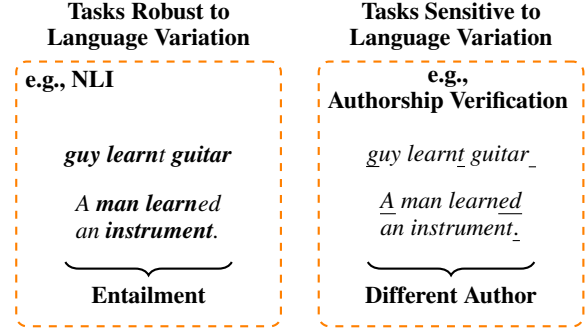 Tasks Robust to
Language Variation
e.g., NLI
guy learnt guitar
A man learned
an instrument.
Entailment
Tasks Sensitive to
Language Variation
e.g.,
Authorship Verification
guy learnt guitar_
A man learned
an instrument.
Different Author